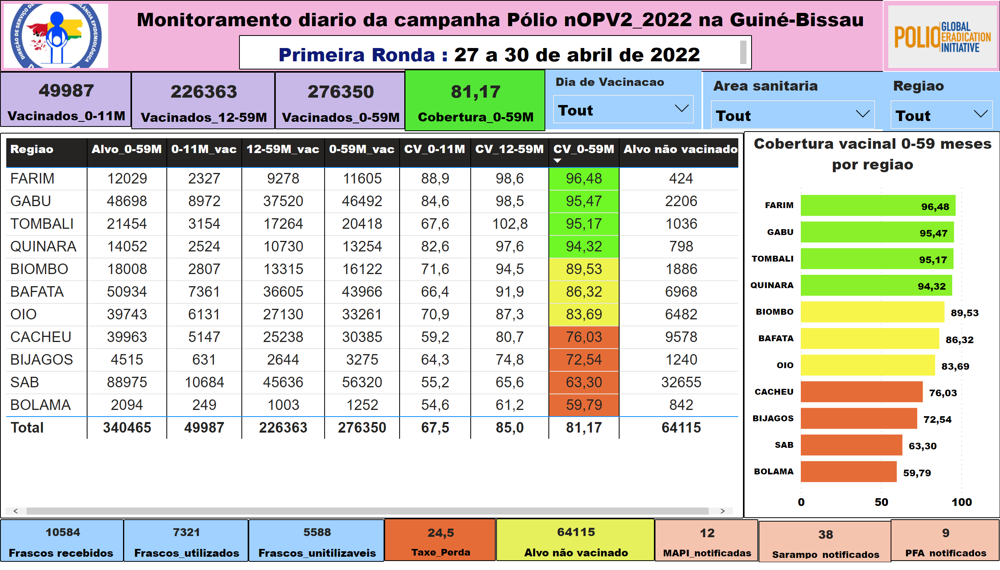 DIREÇÃO DE SERVIÇO DE
VIGILÂNCIA EPIDEMIOLÓGICA
Monitoramento diario da campanha Pólio nOPV2_2022 na Guiné-Bissau
Primeira Ronda : 27 a 30 de abril de 2022
POLIO GLOBAL
ERADICATION
INITIATIVE
49987
Vacinados_0-11M
226363
Vacinados_12-59M
276350
Vacinados_0-59M
81,17
Cobertura_0-59M
Dia de Vacinacao
Tout
Area sanitaria
Tout
Regiao
Tout
Regiao Alvo_0-59M 0-11M_vac 12-59M_vac 0-59M_vac CV_0-11M CV_12-59M CV_0-59M Alvo não vacinado
FARIM 12029 2327 9278 11605 88,9 98,6 96,48 424
GABU 48698 8972 37520 46492 84,6 98,5 95,47 2206
TOMBALI 21454 3154 17264 20418 67,6 102,8 95,17 1036
QUINARA 14052 2524 10730 13254 82,6 97,6 94,32 798
BIOMBO 18008 2807 13315 16122 71,6 94,5 89,53 1886
BAFATA 50934 7361 36605 43966 66,4 91,9 86,32 6968
OIO 39743 6131 27130 33261 70,9 87,3 83,69 6482
CACHEU 39963 5147 25238 30385 59,2 80,7 76,03 9578
BIJAGOS 4515 631 2644 3275 64,3 74,8 72,54 1240
SAB 88975 10684 45636 56320 55,2 65,6 63,30 32655
BOLAMA 2094 249 1003 1252 54,6 61,2 59,79 842
Total 340465 49987 226363 276350 67,5 85,0 81,17 64115
Cobertura vacinal 0-59 meses
por regiao
FARIM 96,48
GABU 95,47
TOMBALI 95,17
QUINARA 94,32
BIOMBO 89,53
BAFATA 86,32
OIO 83,69
CACHEU 76,03
BIJAGOS 72,54
SAB 63,30
BOLAMA 59,79
0 50 100
10584
Frascos recebidos
7321
Frascos_utilizados
5588
Frascos_unitilizaveis
24,5
Taxe_Perda
64115
Alvo não vacinado
12
MAPI_notificadas
38
Sarampo notificados
9
PFA notificados